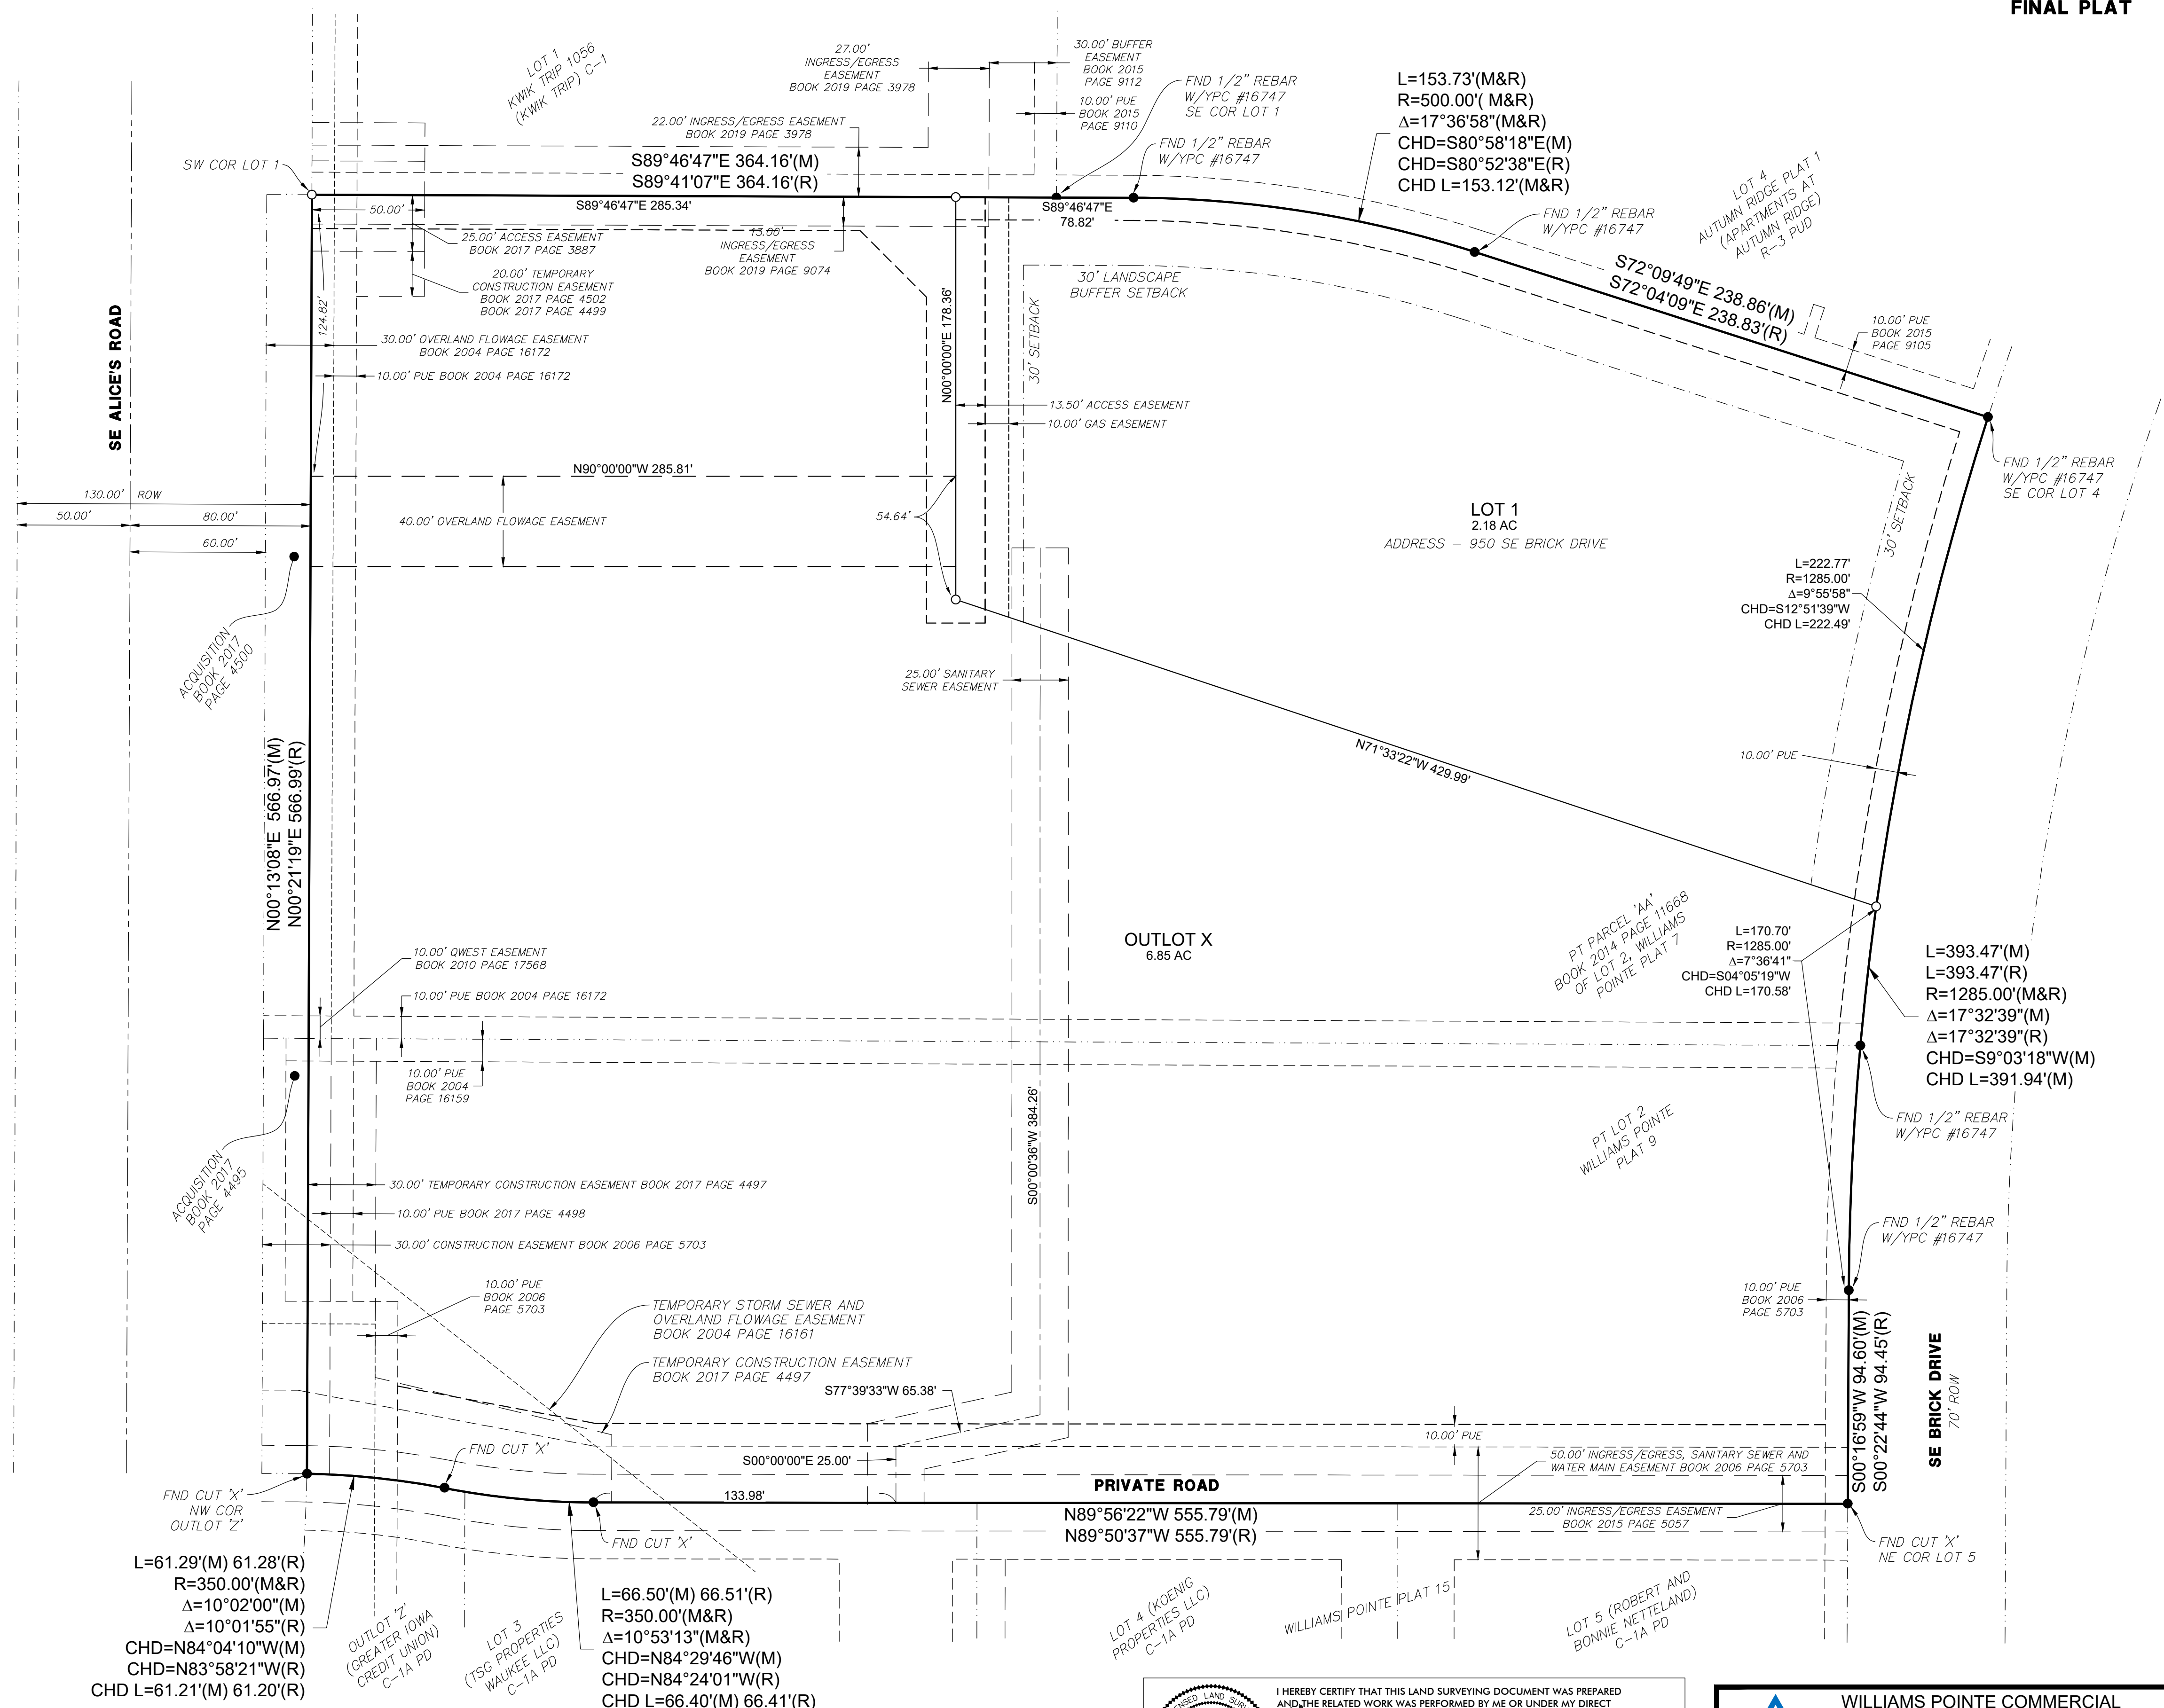 FINAL PLAT
LOT 1
KWIK TRIP 1056
(KWIK TRIP) C-1
27.00'
INGRESS/EGRESS
EASEMENT
BOOK 2019 PAGE 3978
30.00' BUFFER
EASEMENT
BOOK 2015
PAGE 9112
10.00' PUE
BOOK 2015
PAGE 9110
FND 1/2" REBAR
W/YPC #16747
SE COR LOT 1
FND 1/2" REBAR
W/YPC #16747
L=153.73'(M&R)
R=500.00'( M&R)
Δ=17°36'58"(M&R)
CHD=S80°58'18"E(M)
CHD=S80°52'38"E(R)
CHD L=153.12'(M&R)
22.00' INGRESS/EGRESS EASEMENT
BOOK 2019 PAGE 3978
S89°46'47"E 364.16'(M)
S89°41'07"E 364.16'(R)
SW COR LOT 1
S89°46'47"E 285.34'
S89°46'47"E
78.82'
50.00'
25.00' ACCESS EASEMENT
BOOK 2017 PAGE 3887
20.00' TEMPORARY
CONSTRUCTION EASEMENT
BOOK 2017 PAGE 4502
BOOK 2017 PAGE 4499
13.00'
INGRESS/EGRESS
EASEMENT
BOOK 2019 PAGE 9074
FND 1/2" REBAR
W/YPC #16747
LOT 4
AUTUMN RIDGE PLAT 1
(APARTMENTS AT
AUTUMN RIDGE)
R-3 PUD
S72°09'49"E 238.86'(M)
S72°04'09"E 238.83'(R)
10.00' PUE
BOOK 2015
PAGE 9105
30' LANDSCAPE
BUFFER SETBACK
30' SETBACK
N00°00'00"E 178.36'
124.82'
30.00' OVERLAND FLOWAGE EASEMENT
BOOK 2004 PAGE 16172
10.00' PUE BOOK 2004 PAGE 16172
SE ALICE'S ROAD
13.50' ACCESS EASEMENT
10.00' GAS EASEMENT
FND 1/2" REBAR
W/YPC #16747
SE COR LOT 4
N90°00'00"W 285.81'
130.00' ROW
50.00'
80.00'
60.00'
40.00' OVERLAND FLOWAGE EASEMENT
54.64'
LOT 1
2.18 AC
ADDRESS - 950 SE BRICK DRIVE
30' SETBACK
L=222.77'
R=1285.00'
Δ=9°55'58"
CHD=S12°51'39"W
CHD L=222.49'
ACQUISITION
BOOK 2017
PAGE 4500
25.00' SANITARY
SEWER EASEMENT
N71°33'22"W 429.99'
10.00' PUE
N00°13'08"E 566.97'(M)
N00°21'19"E 566.99'(R)
OUTLOT X
6.85 AC
PT PARCEL 'AA'
BOOK 2014 PAGE 11668
OF LOT 2, WILLIAMS
POINTE PLAT 7
L=170.70'
R=1285.00'
Δ=7°36'41"
CHD=S04°05'19"W
CHD L=170.58'
L=393.47'(M)
L=393.47'(R)
R=1285.00'(M&R)
Δ=17°32'39"(M)
Δ=17°32'39"(R)
CHD=S9°03'18"W(M)
CHD L=391.94'(M)
10.00' QWEST EASEMENT
BOOK 2010 PAGE 17568
10.00' PUE BOOK 2004 PAGE 16172
10.00' PUE
BOOK 2004
PAGE 16159
FND 1/2" REBAR
W/YPC #16747
ACQUISITION
BOOK 2017
PAGE 4495
PT LOT 2
WILLIAMS POINTE
PLAT 9
S00°00'36"W 384.26'
30.00' TEMPORARY CONSTRUCTION EASEMENT BOOK 2017 PAGE 4497
10.00' PUE BOOK 2017 PAGE 4498
30.00' CONSTRUCTION EASEMENT BOOK 2006 PAGE 5703
FND 1/2" REBAR
W/YPC #16747
10.00' PUE
BOOK 2006
PAGE 5703
TEMPORARY STORM SEWER AND
OVERLAND FLOWAGE EASEMENT
BOOK 2004 PAGE 16161
TEMPORARY CONSTRUCTION EASEMENT
BOOK 2017 PAGE 4497
10.00' PUE
BOOK 2006
PAGE 5703
S77°39'33"W 65.38'
S00°16'59"W 94.60'(M)
S00°22'44"W 94.45'(R)
SE BRICK DRIVE
70' ROW
FND CUT 'X'
S00°00'00"E 25.00'
10.00' PUE
50.00' INGRESS/EGRESS, SANITARY SEWER AND
WATER MAIN EASEMENT BOOK 2006 PAGE 5703
PRIVATE ROAD
133.98'
N89°56'22"W 555.79'(M)
N89°50'37"W 555.79'(R)
25.00' INGRESS/EGRESS EASEMENT
BOOK 2015 PAGE 5057
FND CUT 'X'
NW COR
OUTLOT 'Z'
FND CUT 'X'
FND CUT 'X'
NE COR LOT 5
L=61.29'(M) 61.28'(R)
R=350.00'(M&R)
Δ=10°02'00"(M)
Δ=10°01'55"(R)
CHD=N84°04'10"W(M)
CHD=N83°58'21"W(R)
CHD L=61.21'(M) 61.20'(R)
OUTLOT 'Z'
(GREATER IOWA
CREDIT UNION)
C-1A PD
LOT 3
(TSG PROPERTIES
WAUKEE LLC)
C-1A PD
L=66.50'(M) 66.51'(R)
R=350.00'(M&R)
Δ=10°53'13"(M&R)
CHD=N84°29'46"W(M)
CHD=N84°24'01"W(R)
CHD L=66.40'(M) 66.41'(R)
LOT 4 (KOENIG
PROPERTIES LLC)
C-1A PD
WILLIAMS POINTE PLAT 15
LOT 5 (ROBERT AND
BONNIE NETTELAND)
C-1A PD
I HEREBY CERTIFY THAT THIS LAND SURVEYING DOCUMENT WAS PREPARED
AND THE RELATED WORK WAS PERFORMED BY ME OR UNDER MY DIRECT
WILLIAMS POINTE COMMERCIAL